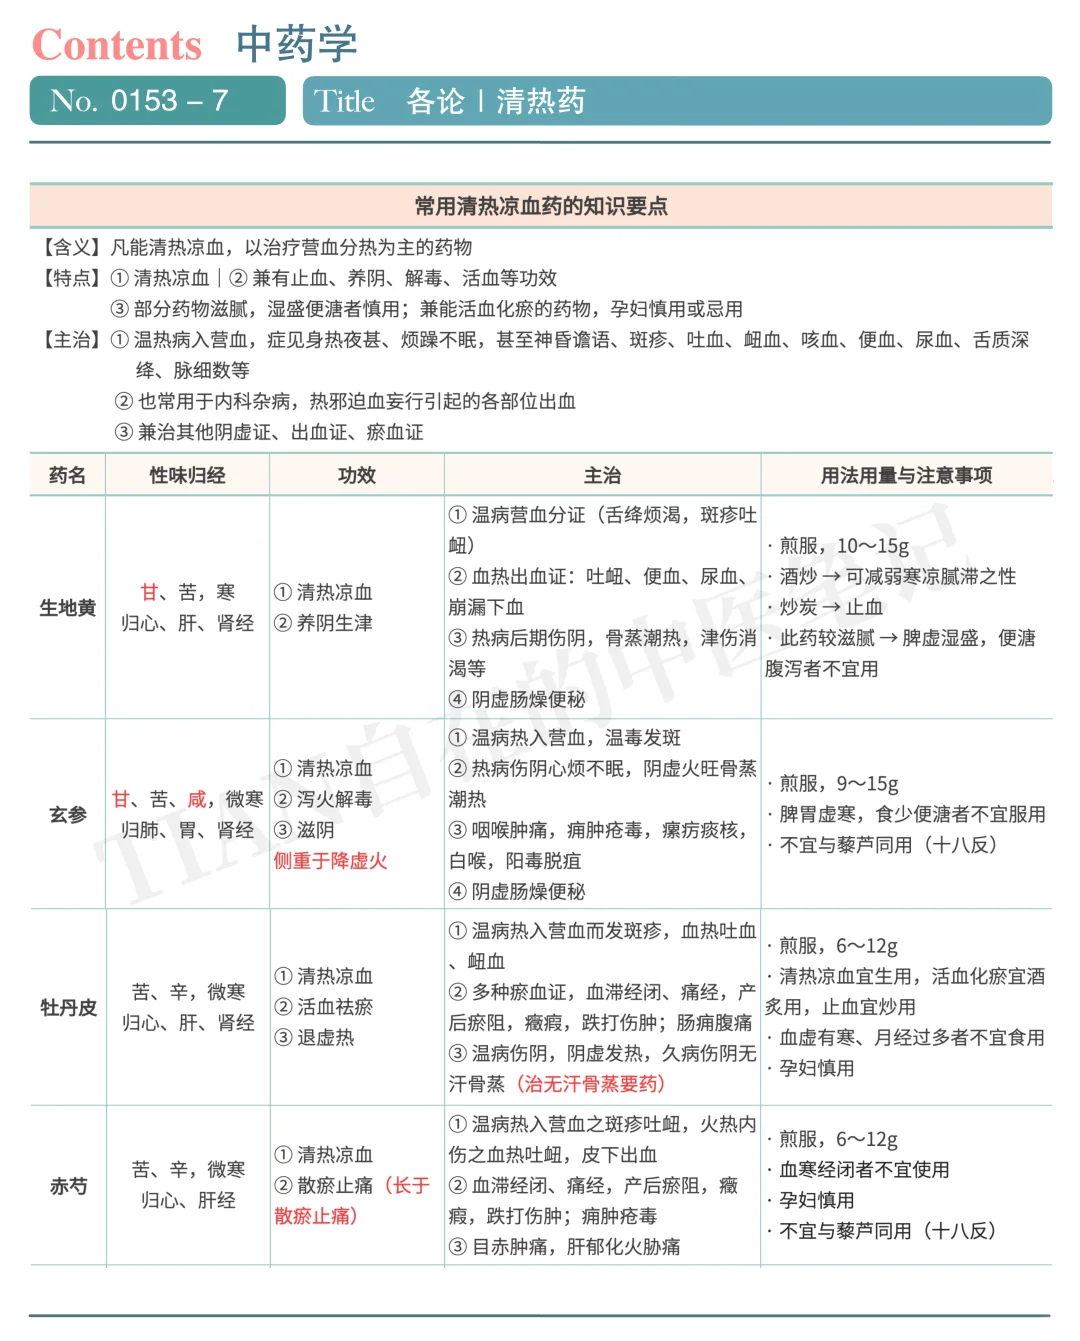 Contents 中药学
No. 0153 – 7
Title 各论 | 清热药
常用清热凉血药的知识要点
【含义】凡能清热凉血，以治疗营血分热为主的药物
【特点】① 清热凉血｜② 兼有止血、养阴、解毒、活血等功效
③ 部分药物滋腻，湿盛便溏者慎用；兼能活血化瘀的药物，孕妇慎用或忌用
【主治】① 温热病入营血，症见身热夜甚、烦躁不眠，甚至神昏谵语、斑疹、吐血、衄血、咳血、便血、尿血、舌质深
绛、脉细数等
② 也常用于内科杂病，热邪迫血妄行引起的各部位出血
③ 兼治其他阴虚证、出血证、瘀血证
药名 性味归经 功效 主治 用法用量与注意事项
生地黄
甘、苦，寒
归心、肝、肾经
① 清热凉血
② 养阴生津
① 温病营血分证（舌绛烦渴，斑疹吐
衄）
② 血热出血证：吐衄、便血、尿血、
崩漏下血
③ 热病后期伤阴，骨蒸潮热，津伤消
渴等
④ 阴虚肠燥便秘
· 煎服，10～15g
· 酒炒 → 可减弱寒凉腻滞之性
· 炒炭 → 止血
· 此药较滋腻 → 脾虚湿盛，便溏
腹泻者不宜用
玄参
甘、苦、咸，微寒
归肺、胃、肾经
① 清热凉血
② 泻火解毒
③ 滋阴
侧重于降虚火
① 温病热入营血，温毒发斑
② 热病伤阴心烦不眠，阴虚火旺骨蒸
潮热
③ 咽喉肿痛，痈肿疮毒，瘰疬痰核，
白喉，阳毒脱疽
④ 阴虚肠燥便秘
· 煎服，9～15g
· 脾胃虚寒，食少便溏者不宜服用
· 不宜与藜芦同用（十八反）
牡丹皮
苦、辛，微寒
归心、肝、肾经
① 清热凉血
② 活血祛瘀
③ 退虚热
① 温病热入营血而发斑疹，血热吐血
、衄血
② 多种瘀血证，血滞经闭、痛经，产
后瘀阻，癥瘕，跌打伤肿；肠痈腹痛
③ 温病伤阴，阴虚发热，久病伤阴无
汗骨蒸（治无汗骨蒸要药）
· 煎服，6～12g
· 清热凉血宜生用，活血化瘀宜酒
炙用，止血宜炒用
· 血虚有寒、月经过多者不宜食用
· 孕妇慎用
赤芍
苦、辛，微寒
归心、肝经
① 清热凉血
② 散瘀止痛（长于
散瘀止痛）
① 温病热入营血之斑疹吐衄，火热内
伤之血热吐衄，皮下出血
② 血滞经闭、痛经，产后瘀阻，癥
瘕，跌打伤肿；痈肿疮毒
③ 目赤肿痛，肝郁化火胁痛
· 煎服，6～12g
· 血寒经闭者不宜使用
· 孕妇慎用
· 不宜与藜芦同用（十八反）
TIAN自在的中医笔记